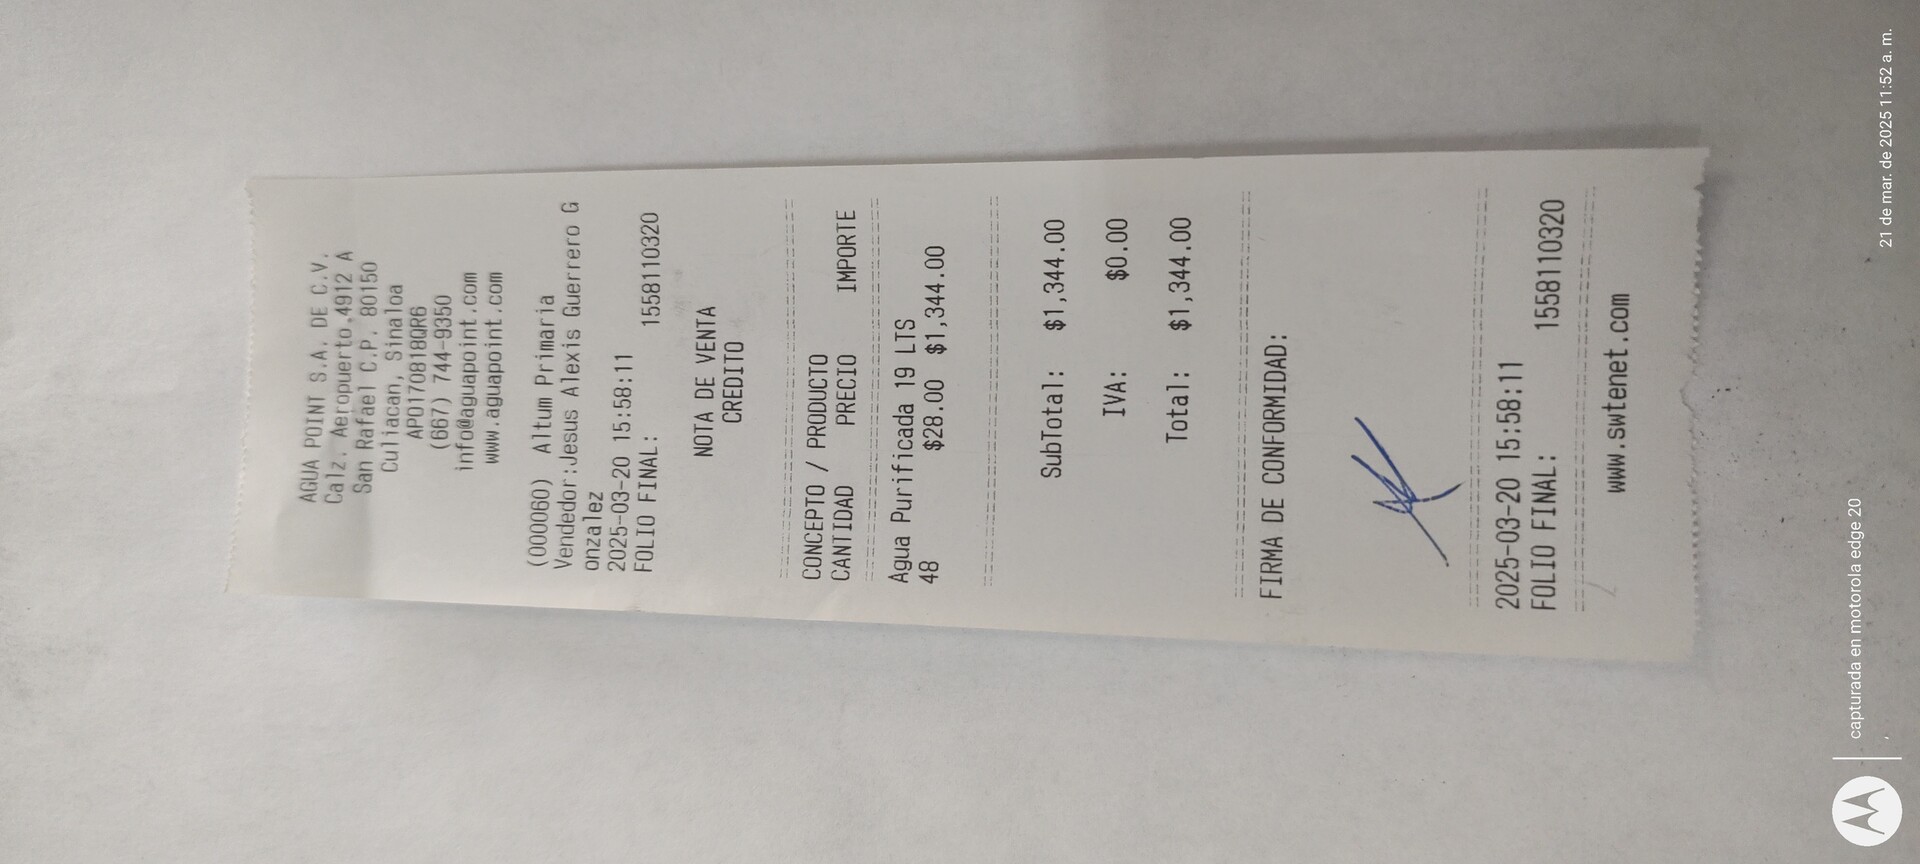 AGUA POINT S.A. DE C.V.
Calz. Aeropuerto 4912 A
San Rafael C.P. 80150
Culiacan, Sinaloa
APO170818QR6
(667) 744-9350
info@aguapoint.com
www.aguapoint.com
(000060) Altum Primaria
Vendedor:Jesus Alexis Guerrero G
onzalez
2025-03-20 15:58:11
FOLIO FINAL: 1558110320
NOTA DE VENTA
CREDITO
CONCEPTO / PRODUCTO
CANTIDAD PRECIO IMPORTE
Agua Purificada 19 LTS
48 $28.00 $1,344.00
SubTotal: $1,344.00
IVA: $0.00
Total: $1,344.00
FIRMA DE CONFORMIDAD:
2025-03-20 15:58:11
FOLIO FINAL: 1558110320
www.swtenet.com
capturada en motorola edge 20
21 de mar. de 2025 11:52 a. m.